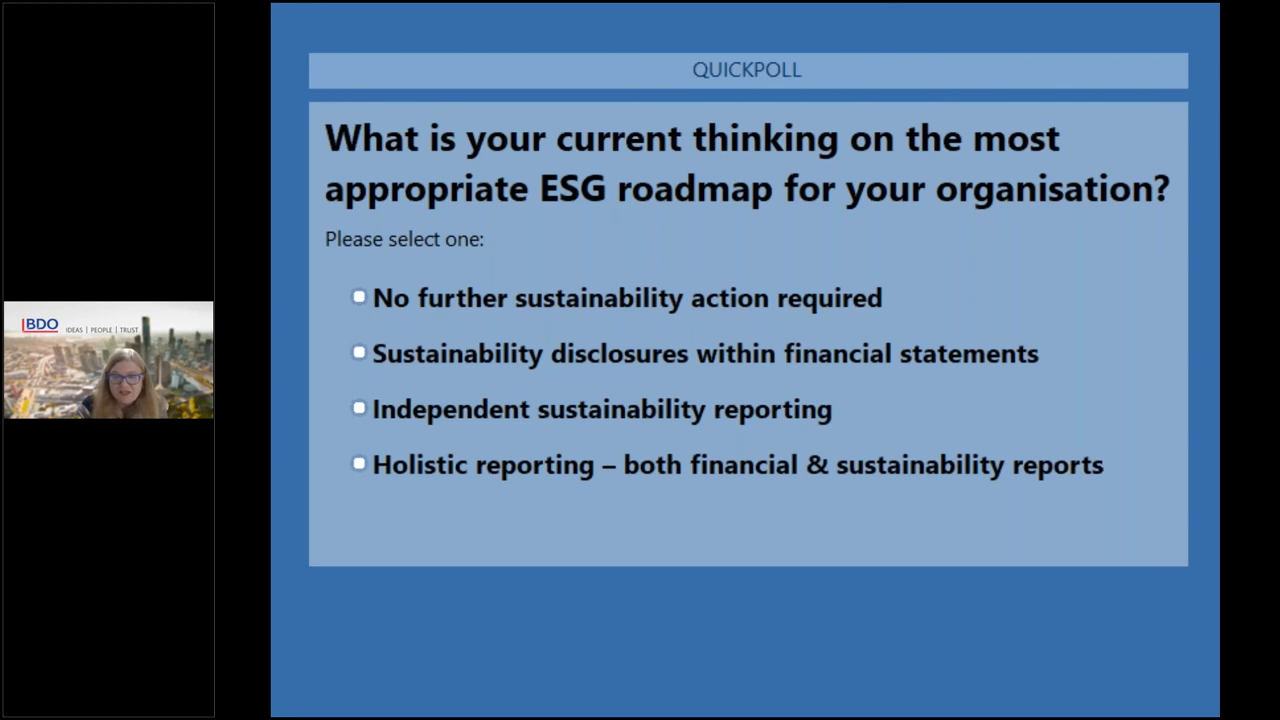 QUICKPOLL
What is your current thinking on the most
appropriate ESG roadmap for your organisation?
Please select one:
No further sustainability action required
Sustainability disclosures within financial statements
Independent sustainability reporting
Holistic reporting – both financial & sustainability reports
BDO IDEAS | PEOPLE | TRUST